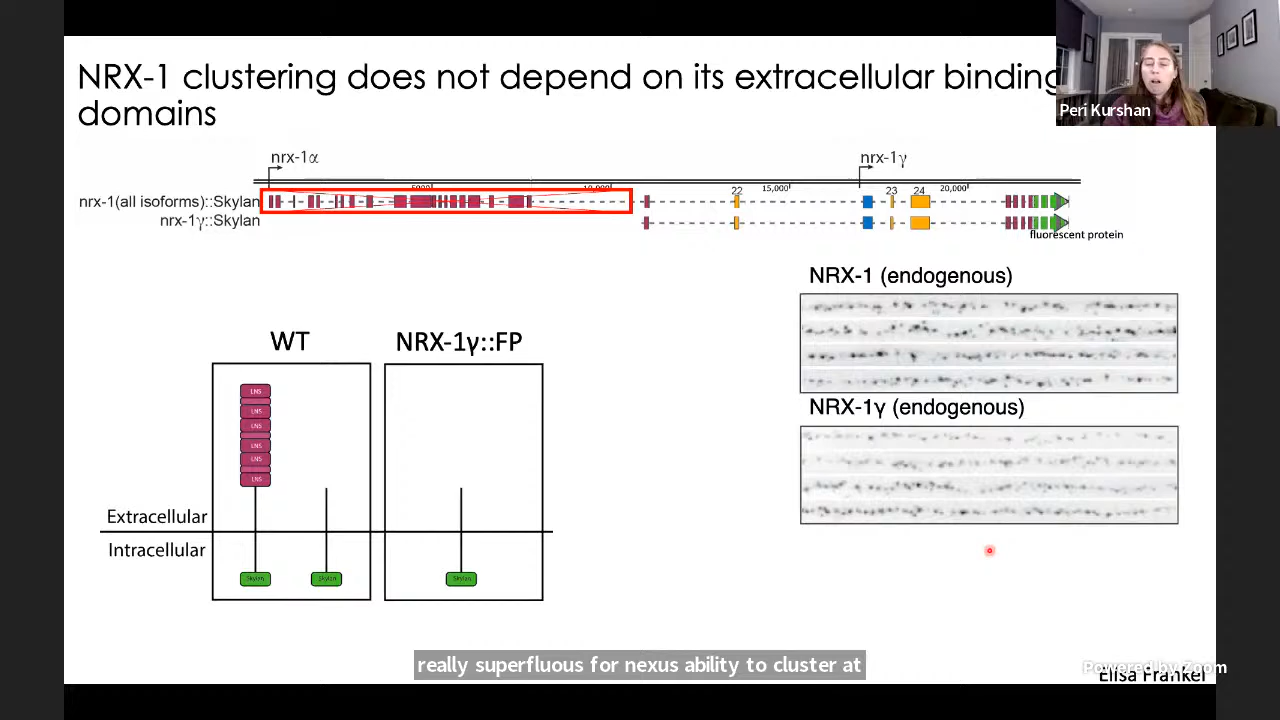 NRX-1 clustering does not depend on its extracellular binding
domains
Peri Kurshan
nrx-1α
nrx-1γ
15,000
22
23
24
20,000
nrx-1(all isoforms)::Skylan
nrx-1γ::Skylan
fluorescent protein
NRX-1 (endogenous)
WT
NRX-1γ::FP
LNS
LNS
LNS
LNS
LNS
LNS
NRX-1γ (endogenous)
Extracellular
Intracellular
Skylan
Skylan
Skylan
really superfluous for nexus ability to cluster at
Powered by Zoom
Elisa Frankel